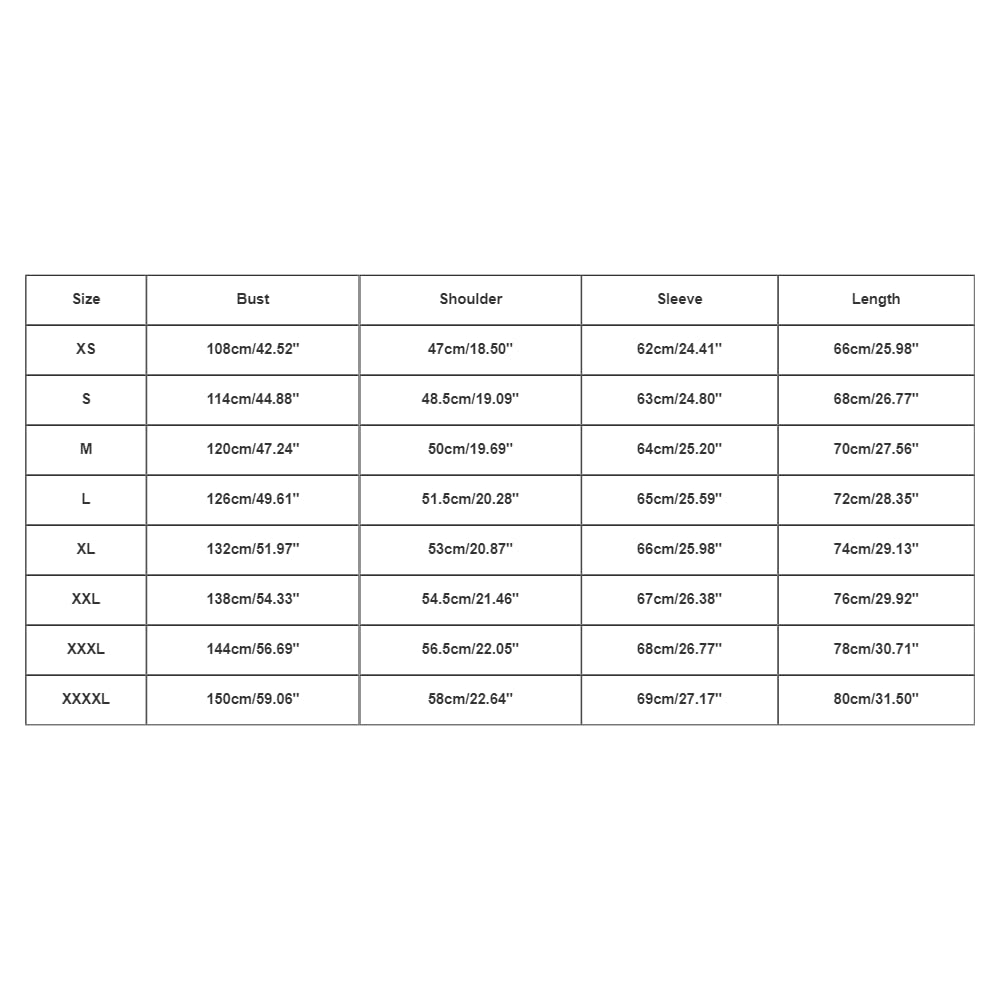 Size Bust Shoulder Sleeve Length
XS 108cm/42.52" 47cm/18.50" 62cm/24.41" 66cm/25.98"
S 114cm/44.88" 48.5cm/19.09" 63cm/24.80" 68cm/26.77"
M 120cm/47.24" 50cm/19.69" 64cm/25.20" 70cm/27.56"
L 126cm/49.61" 51.5cm/20.28" 65cm/25.59" 72cm/28.35"
XL 132cm/51.97" 53cm/20.87" 66cm/25.98" 74cm/29.13"
XXL 138cm/54.33" 54.5cm/21.46" 67cm/26.38" 76cm/29.92"
XXXL 144cm/56.69" 56.5cm/22.05" 68cm/26.77" 78cm/30.71"
XXXXL 150cm/59.06" 58cm/22.64" 69cm/27.17" 80cm/31.50"